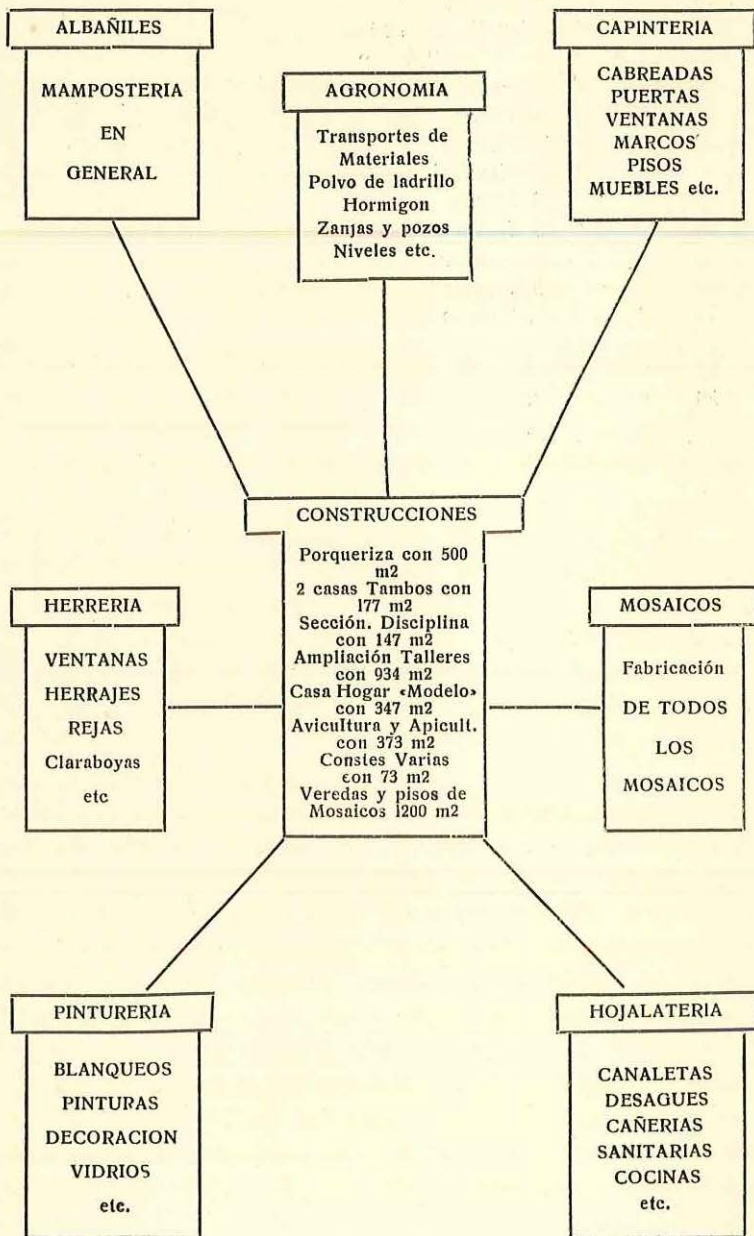 ALBAÑILES
MAMPOSTERIA
EN
GENERAL
AGRONOMIA
Transportes de
Materiales
Polvo de ladrillo
Hormigon
Zanjas y pozos
Niveles etc.
CAPINTERIA
CABREADAS
PUERTAS
VENTANAS
MARCOS
PISOS
MUEBLES etc.
CONSTRUCCIONES
Porqueriza con 500
m2
2 casas Tambos con
177 m2
Sección. Disciplina
con 147 m2
Ampliación Talleres
con 934 m2
Casa Hogar «Modelo»
con 347 m2
Avicultura y Apicult.
con 373 m2
Constes Varias
con 73 m2
Veredas y pisos de
Mosaicos 1200 m2
HERRERIA
VENTANAS
HERRAJES
REJAS
Claraboyas
etc
MOSAICOS
Fabricación
DE TODOS
LOS
MOSAICOS
PINTURERIA
BLANQUEOS
PINTURAS
DECORACION
VIDRIOS
etc.
HOJALATERIA
CANALETAS
DESAGUES
CAÑERIAS
SANITARIAS
COCINAS
etc.